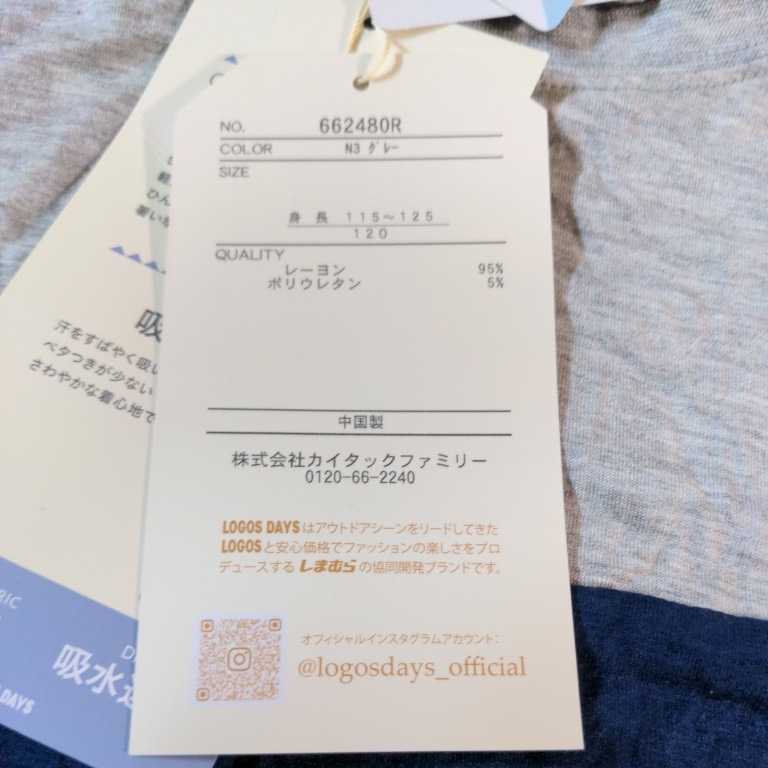 NO. 662480R
COLOR N3 グレー
SIZE
身長 115～125
120
QUALITY
レーヨン 95%
ポリウレタン 5%
中国製
株式会社カイタックファミリー
0120-66-2240
LOGOS DAYSはアウトドアシーンをリードしてきた
LOGOSと安心価格でファッションの楽しさをプロ
デュースするしまむらの協同開発ブランドです。
オフィシャルインスタグラムアカウント:
@logosdays_official
ひん
暑い
吸
汗をすばやく吸い
ベタつきが少ない
さわやかな着心地で
RIC
吸水
DAYS